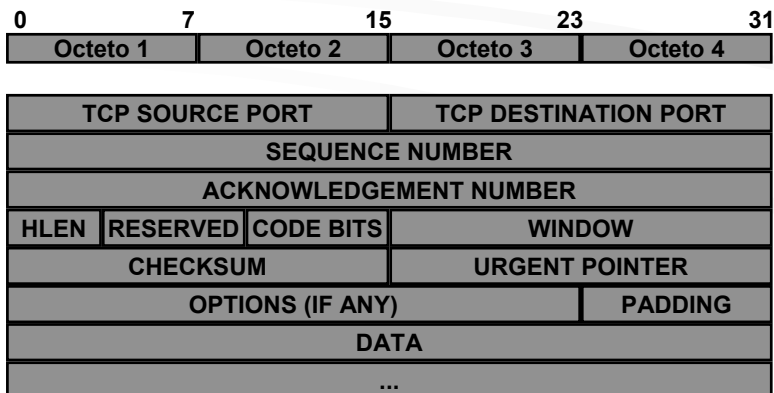 0 7 15 23 31
Octeto 1 Octeto 2 Octeto 3 Octeto 4
TCP SOURCE PORT TCP DESTINATION PORT
SEQUENCE NUMBER
ACKNOWLEDGEMENT NUMBER
HLEN RESERVED CODE BITS WINDOW
CHECKSUM URGENT POINTER
OPTIONS (IF ANY) PADDING
DATA
...